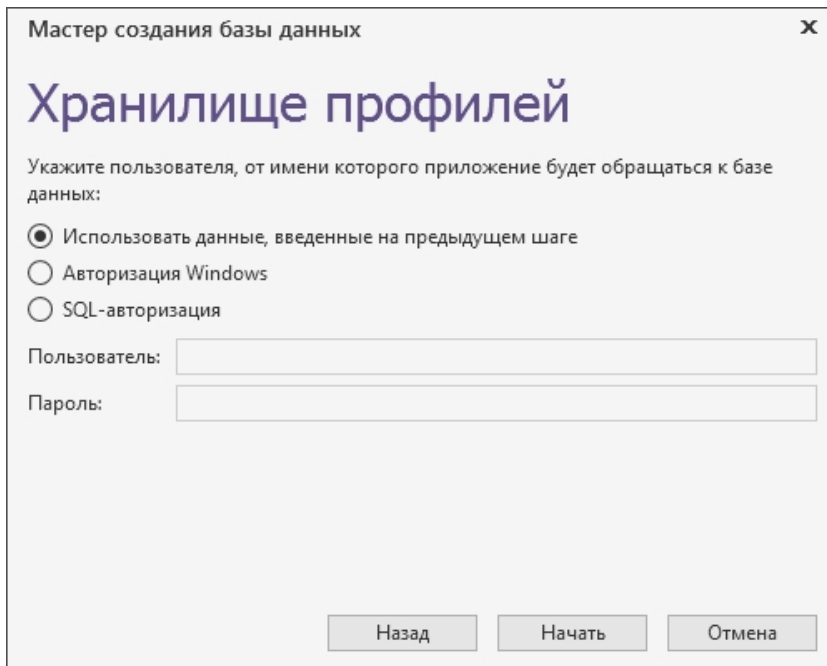 Мастер создания базы данных
x
Хранилище профилей
Укажите пользователя, от имени которого приложение будет обращаться к базе
данных:
Использовать данные, введенные на предыдущем шаге
Авторизация Windows
SQL-авторизация
Пользователь:
Пароль:
Назад Начать Отмена